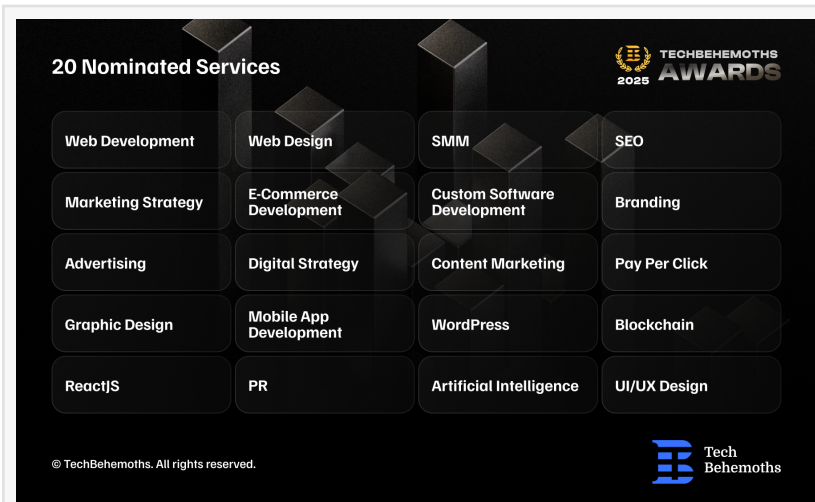 20 Nominated Services
TECHBEHEMOTHS
AWARDS
2025
Web Development
Web Design
SMM
SEO
Marketing Strategy
E-Commerce
Development
Custom Software
Development
Branding
Advertising
Digital Strategy
Content Marketing
Pay Per Click
Graphic Design
Mobile App
Development
WordPress
Blockchain
ReactJS
PR
Artificial Intelligence
UI/UX Design
© TechBehemoths. All rights reserved.
Tech
Behemoths